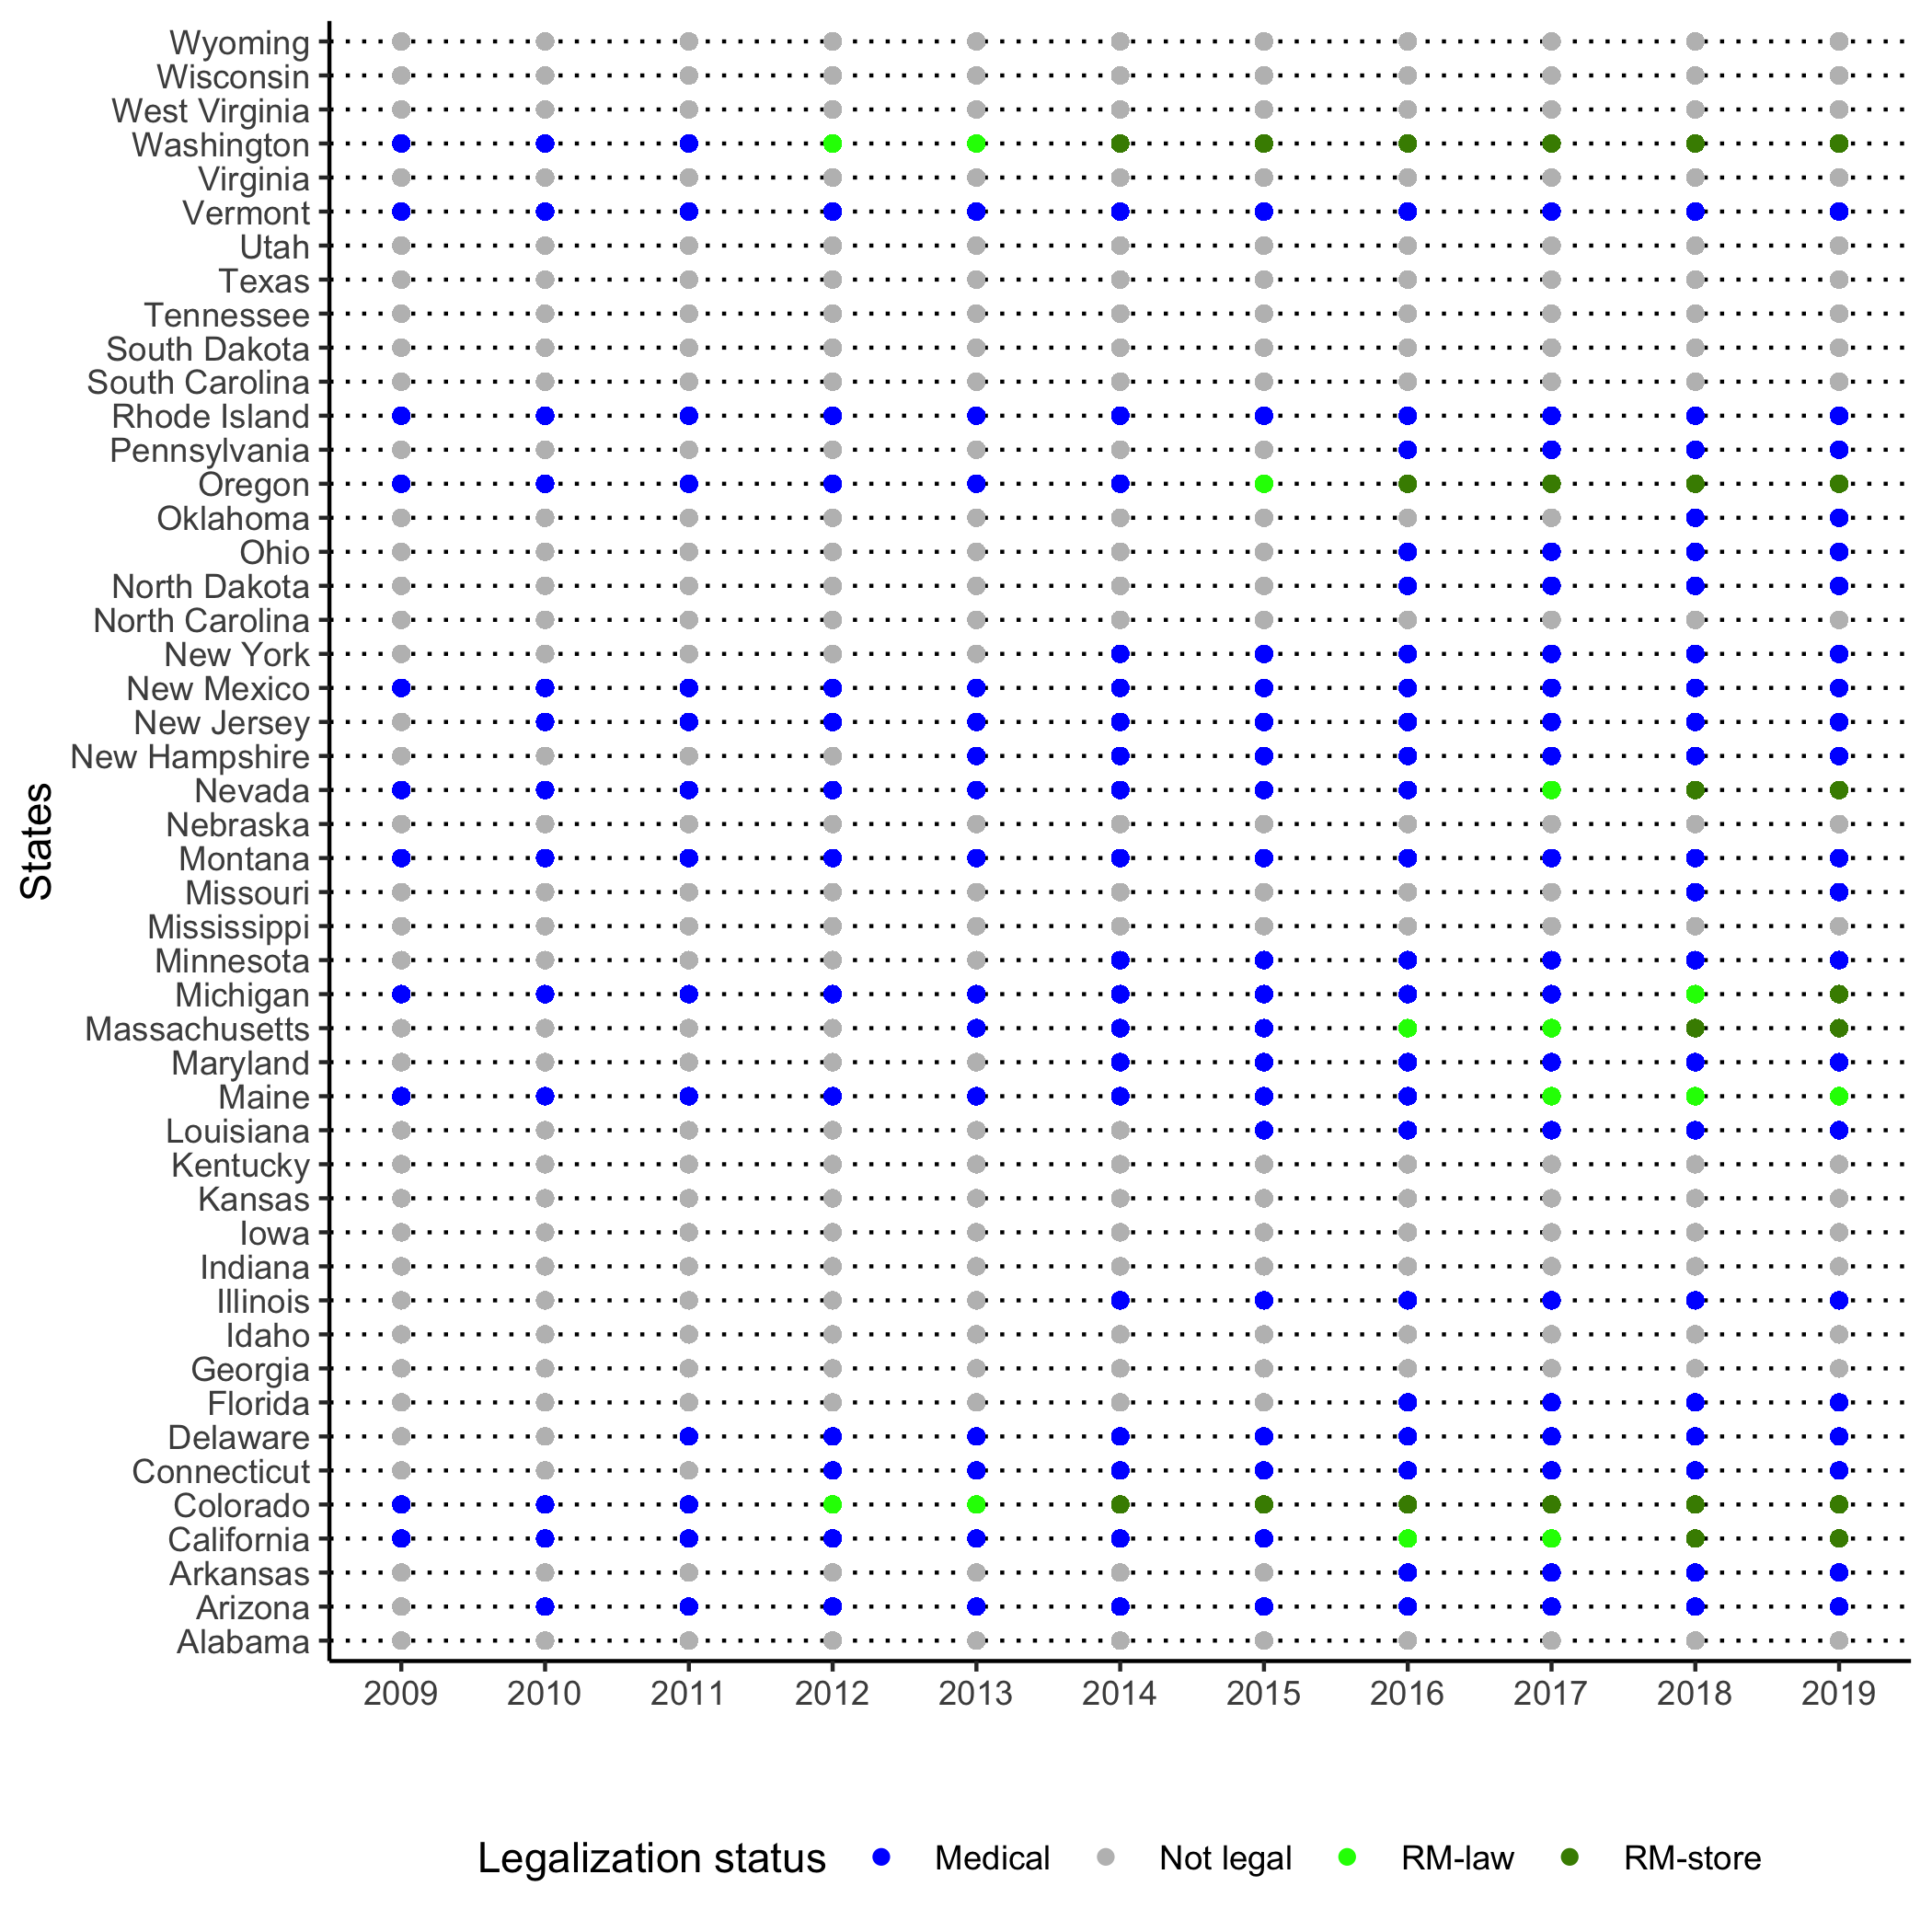 Wyoming
Wisconsin
West Virginia
Washington
Virginia
Vermont
Utah
Texas
Tennessee
South Dakota
South Carolina
Rhode Island
Pennsylvania
Oregon
Oklahoma
Ohio
North Dakota
North Carolina
New York
New Mexico
New Jersey
New Hampshire
Nevada
Nebraska
Montana
Missouri
Mississippi
Minnesota
Michigan
Massachusetts
Maryland
Maine
Louisiana
Kentucky
Kansas
Iowa
Indiana
Illinois
Idaho
Georgia
Florida
Delaware
Connecticut
Colorado
California
Arkansas
Arizona
Alabama
States
2009 2010 2011 2012 2013 2014 2015 2016 2017 2018 2019
Legalization status Medical Not legal RM-law RM-store